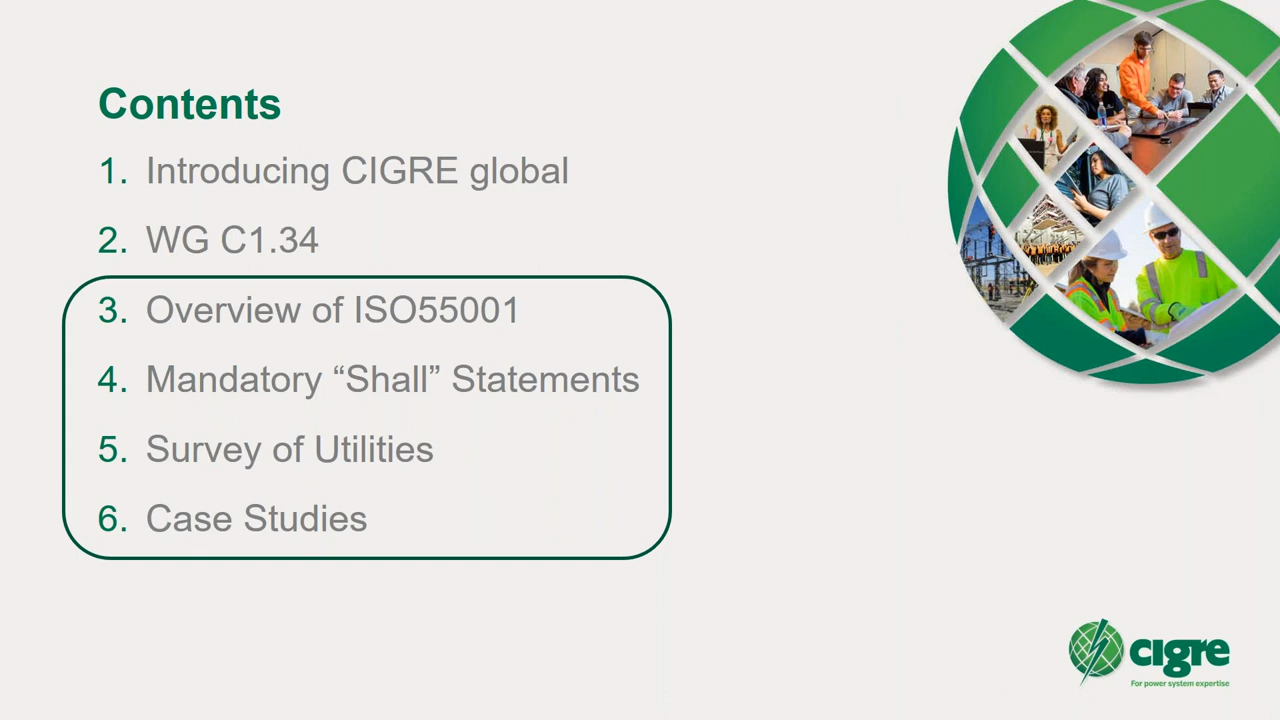 Contents
1. Introducing CIGRE global
2. WG C1.34
3. Overview of ISO55001
4. Mandatory “Shall” Statements
5. Survey of Utilities
6. Case Studies
cigre
For power system expertise